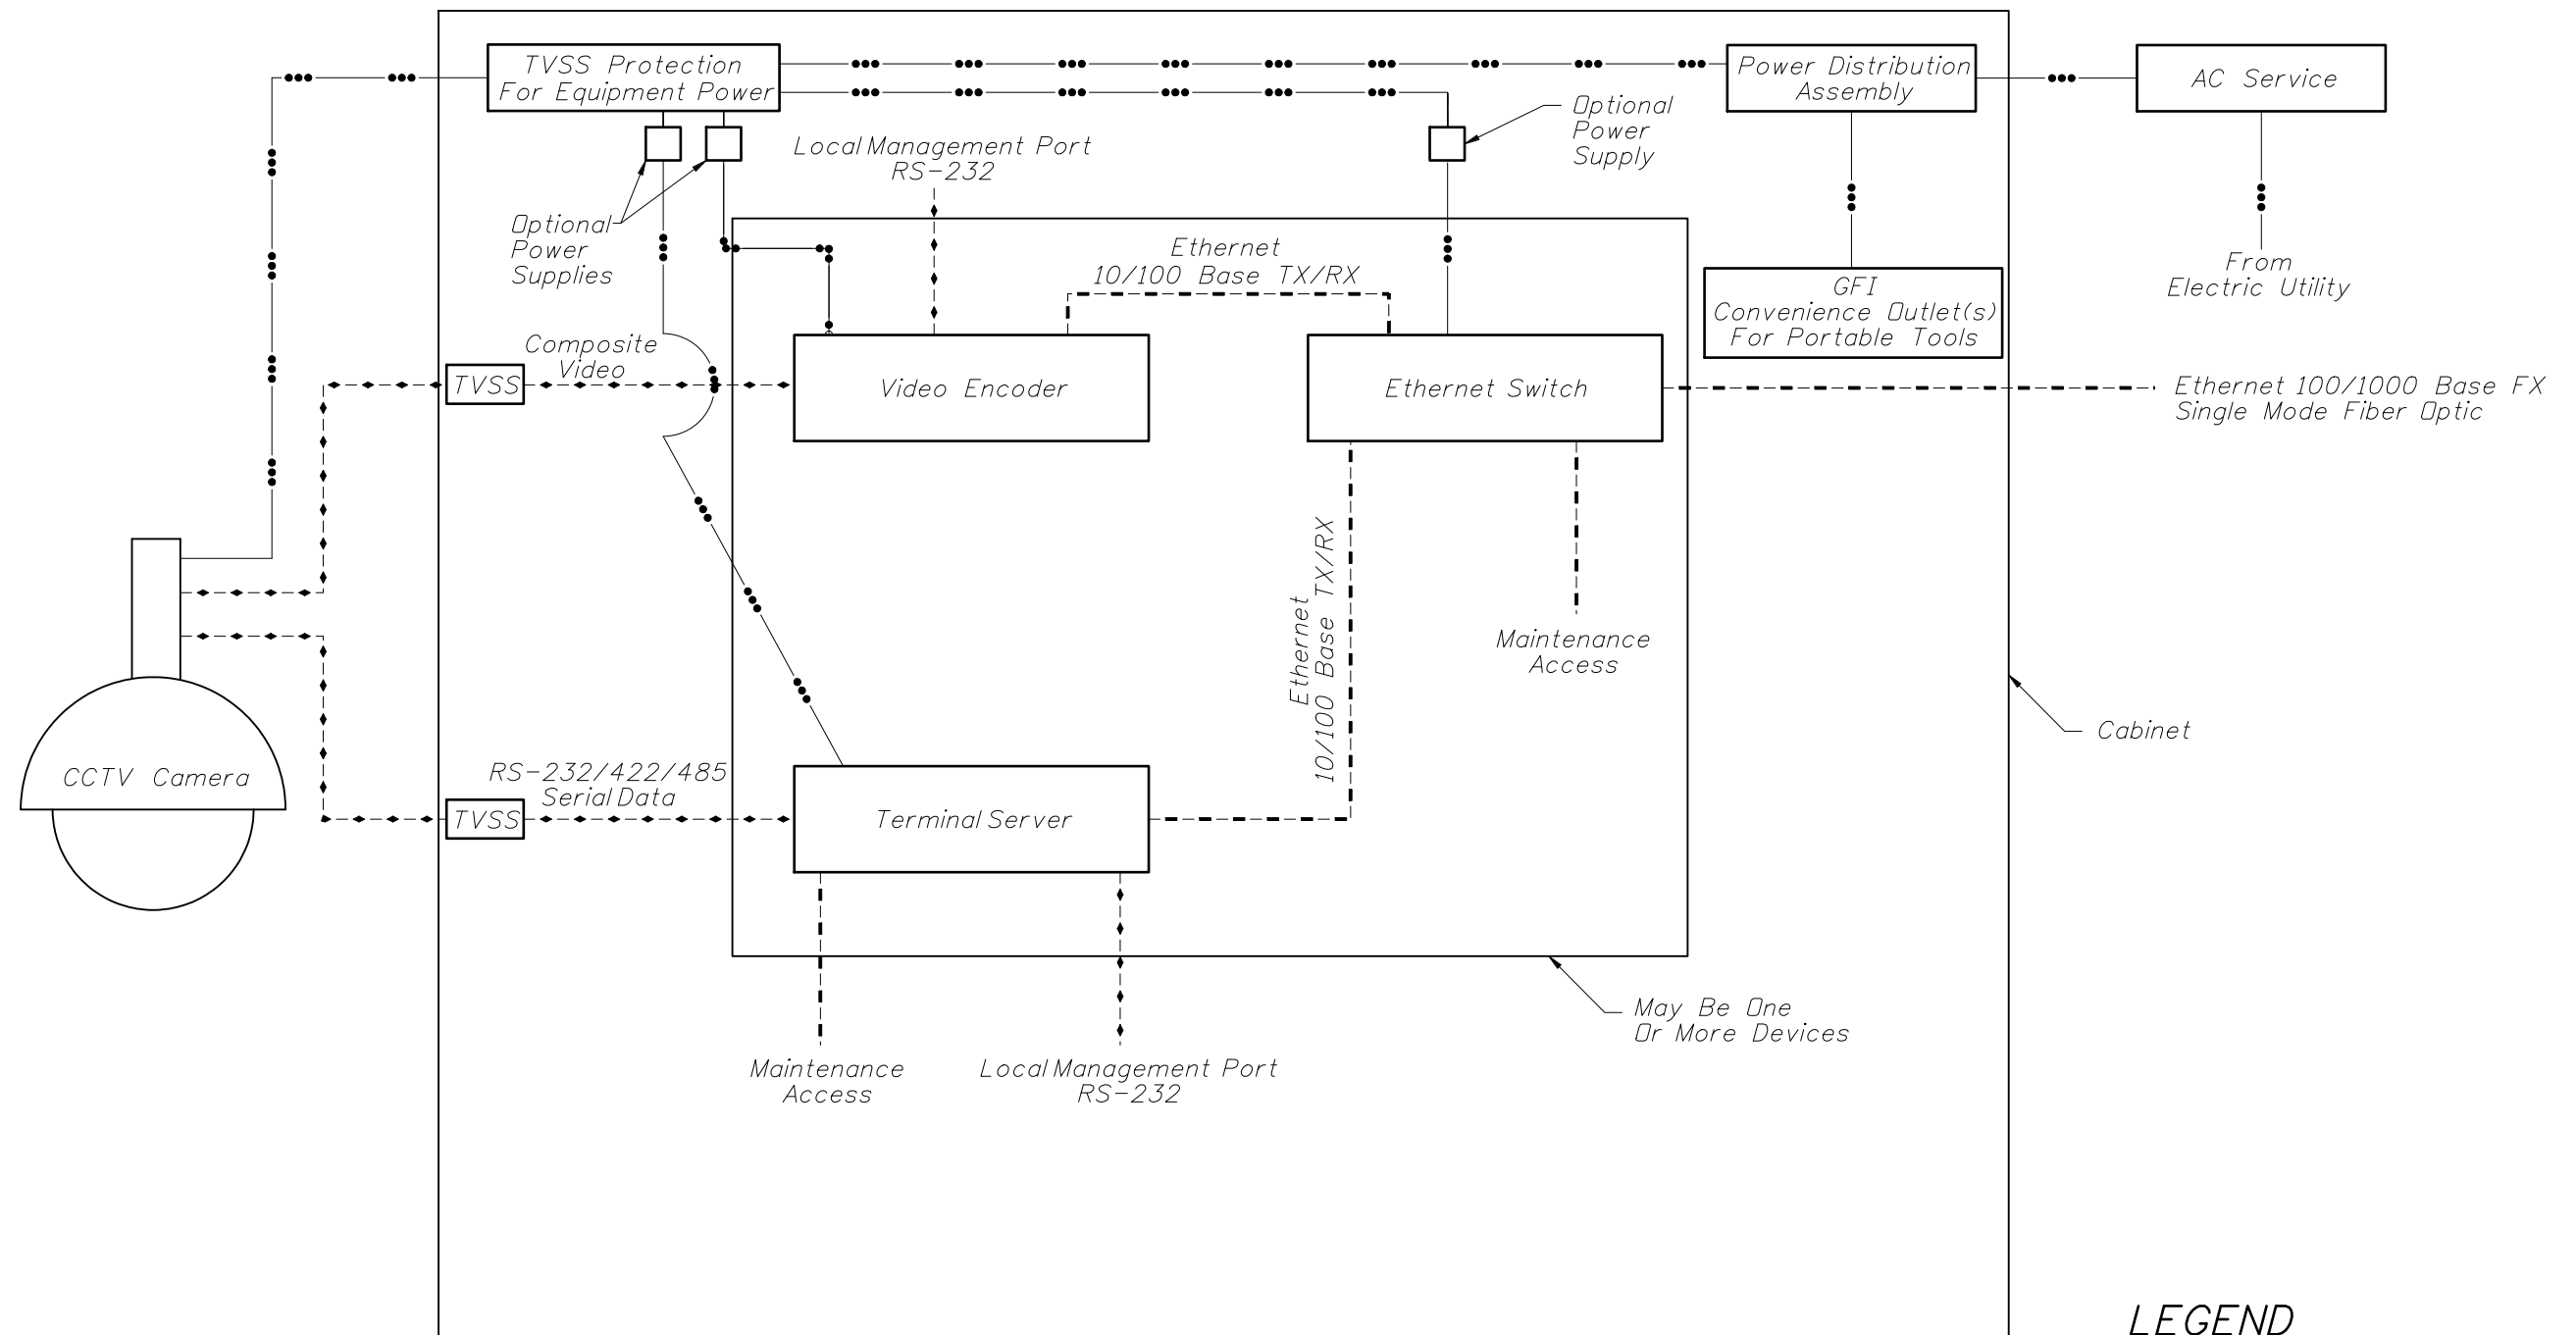 TVSS Protection
For Equipment Power
Power Distribution
Assembly
AC Service
Optional
Power
Supply
Local Management Port
RS-232
Optional
Power
Supplies
Ethernet
10/100 Base TX/RX
From
Electric Utility
GFI
Convenience Outlet(s)
For Portable Tools
Composite
Video
TVSS
Video Encoder
Ethernet Switch
Ethernet 100/1000 Base FX
Single Mode Fiber Optic
Ethernet
10/100 Base TX/RX
Maintenance
Access
Cabinet
CCTV Camera
RS-232/422/485
Serial Data
TVSS
Terminal Server
May Be One
Or More Devices
Maintenance
Access
Local Management Port
RS-232
LEGEND